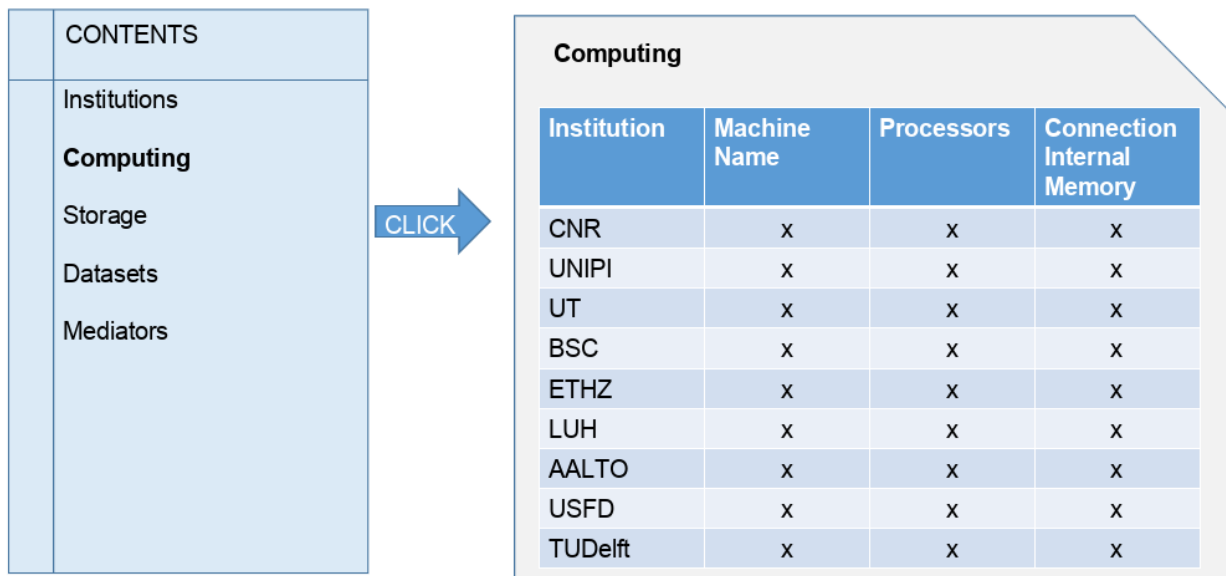 CONTENTS
Institutions
Computing
Storage
Datasets
Mediators
CLICK
Computing
Institution Machine Name Processors Connection Internal Memory
CNR x x x
UNIPI x x x
UT x x x
BSC x x x
ETHZ x x x
LUH x x x
AALTO x x x
USFD x x x
TUDelft x x x